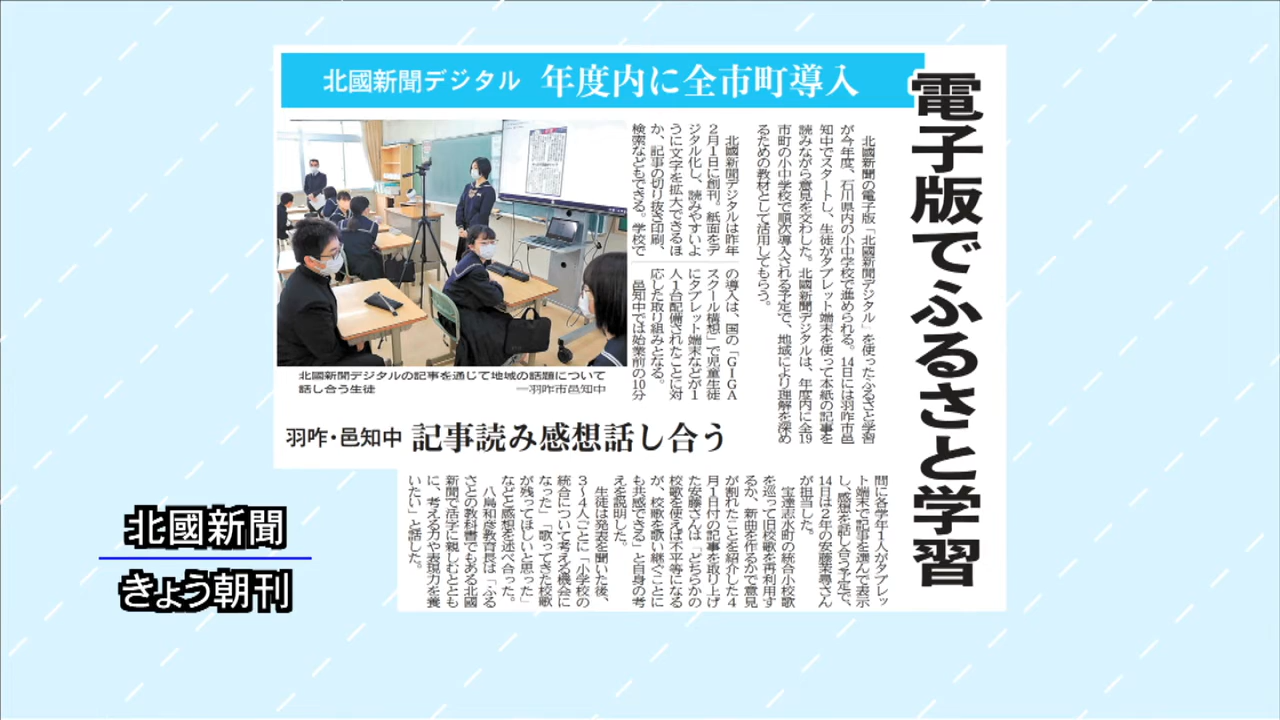 北國新聞デジタル 年度内に全市町導入
電子版でふるさと学習
北國新聞の電子版「北國新聞デジタル」を使ったふるさと学習
が今年度、石川県内の小中学校で進められる。14日には羽咋市邑
知中でスタートし、生徒がタブレット端末を使って本紙の記事を
読みながら意見を交わした。北國新聞デジタルは、年度内に全19
市町の小中学校で順次導入される予定で、地域により理解を深め
るための教材として活用してもらう。
北國新聞デジタルは昨年
2月1日に創刊。紙面をデ
ジタル化し、読みやすいよ
うに文字を拡大できるほ
か、記事の切り抜き印刷、
検索などもできる。学校で
の導入は、国の「GIGA
スクール構想」で児童生徒
にタブレット端末などが1
人1台配備されたことに対
応した取り組みとなる。
邑知中では始業前の10分
北國新聞デジタルの記事を通じて地域の話題について
話し合う生徒 ＝羽咋市邑知中
羽咋・邑知中 記事読み感想話し合う
間に各学年1人がタブレッ
ト端末で記事を選んで表示
し、感想を話し合う予定で、
14日は2年の安藤さん
が担当した。
宝達志水町の統合小校歌
を巡って旧校歌を再利用す
るか、新曲を作るかで意見
が割れたことを紹介した4
月1日付の記事を取り上げ
た安藤さんは「どちらかの
校歌を使えば不平等になる
が、校歌を歌い継ぐことに
も共感できる」と自身の考
えを説明した。
生徒は発表を聞いた後、
3～4人ごとに「小学校の
統合について考える機会に
なった」「歌ってきた校歌
が残ってほしいと思った」
などと感想を述べ合った。
八島和彦教育長は「ふる
さとの教科書でもある北國
新聞で活字に親しむととも
に、考える力や表現力を養
いたい」と話した。
北國新聞
きょう朝刊